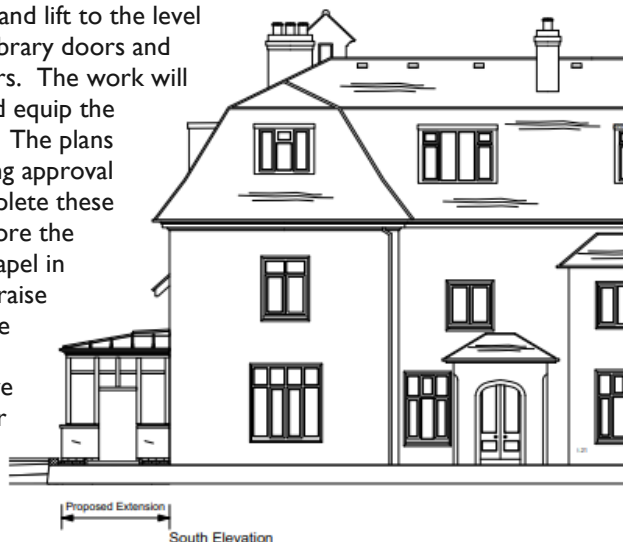 and lift to the level
ibrary doors and
rs. The work will
d equip the
The plans
ng approval
plete these
ore the
apel in
raise
e
e
r
Proposed Extension
South Elevation